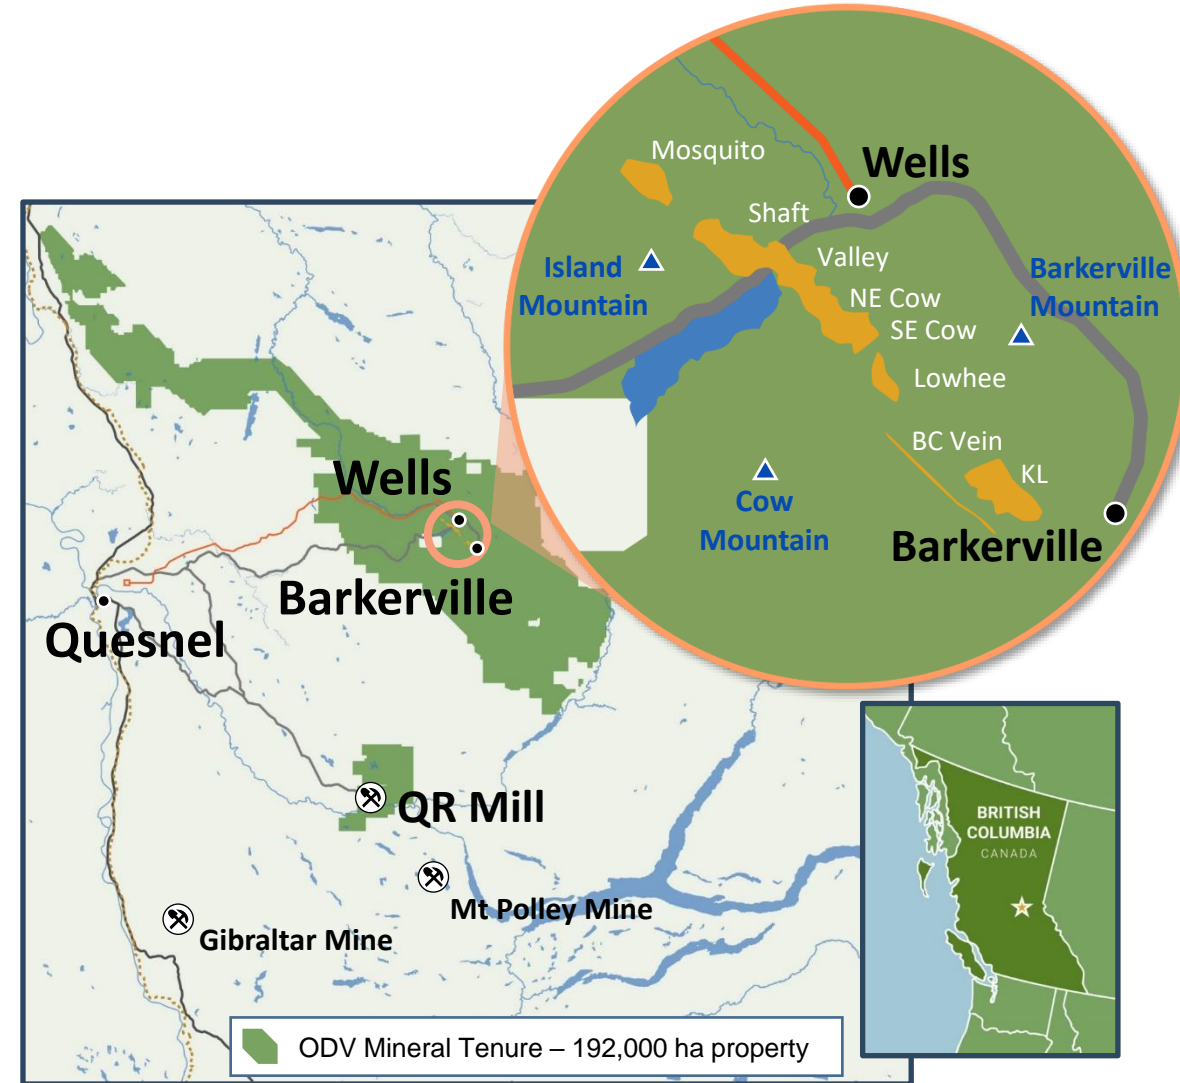 Mosquito
Wells
Shaft
Island
Mountain
Valley
Barkerville
Mountain
NE Cow
SE Cow
Lowhee
BC Vein
KL
Cow
Mountain
Barkerville
Wells
Barkerville
Quesnel
QR Mill
Mt Polley Mine
Gibraltar Mine
BRITISH
COLUMBIA
CANADA
ODV Mineral Tenure – 192,000 ha property